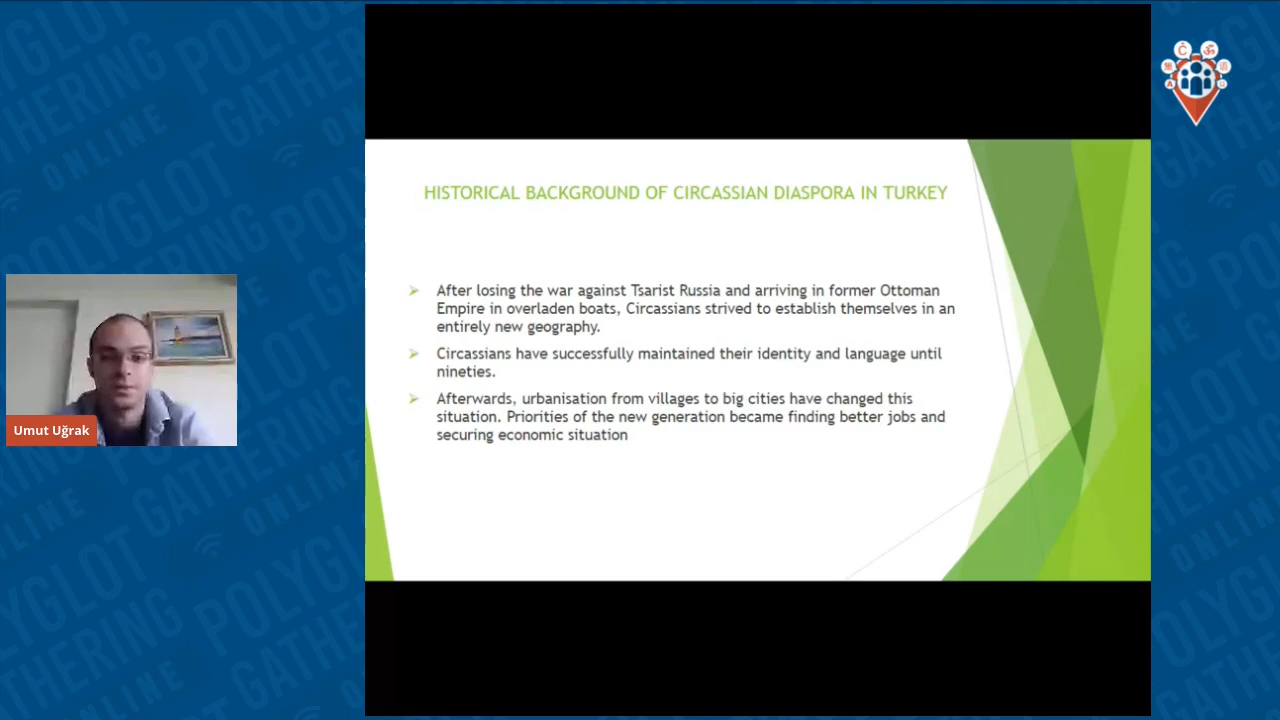 HISTORICAL BACKGROUND OF CIRCASSIAN DIASPORA IN TURKEY
After losing the war against Tsarist Russia and arriving in former Ottoman
Empire in overladen boats, Circassians strived to establish themselves in an
entirely new geography.
Circassians have successfully maintained their identity and language until
nineties.
Afterwards, urbanisation from villages to big cities have changed this
situation. Priorities of the new generation became finding better jobs and
securing economic situation
Umut Uğrak
POLYGLOT
GATHERING
ONLINE